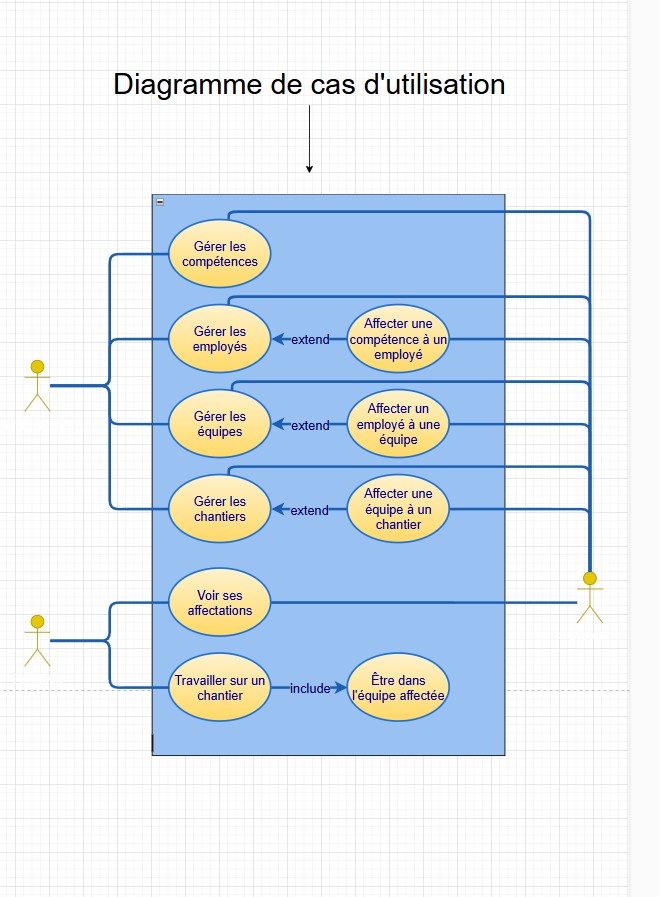 Diagramme de cas d'utilisation
Gérer les
compétences
Gérer les
employés
extend
Affecter une
compétence à un
employé
Gérer les
équipes
extend
Affecter un
employé à une
équipe
Gérer les
chantiers
extend
Affecter une
équipe à un
chantier
Voir ses
affectations
Travailler sur un
chantier
include
Être dans
l'équipe affectée